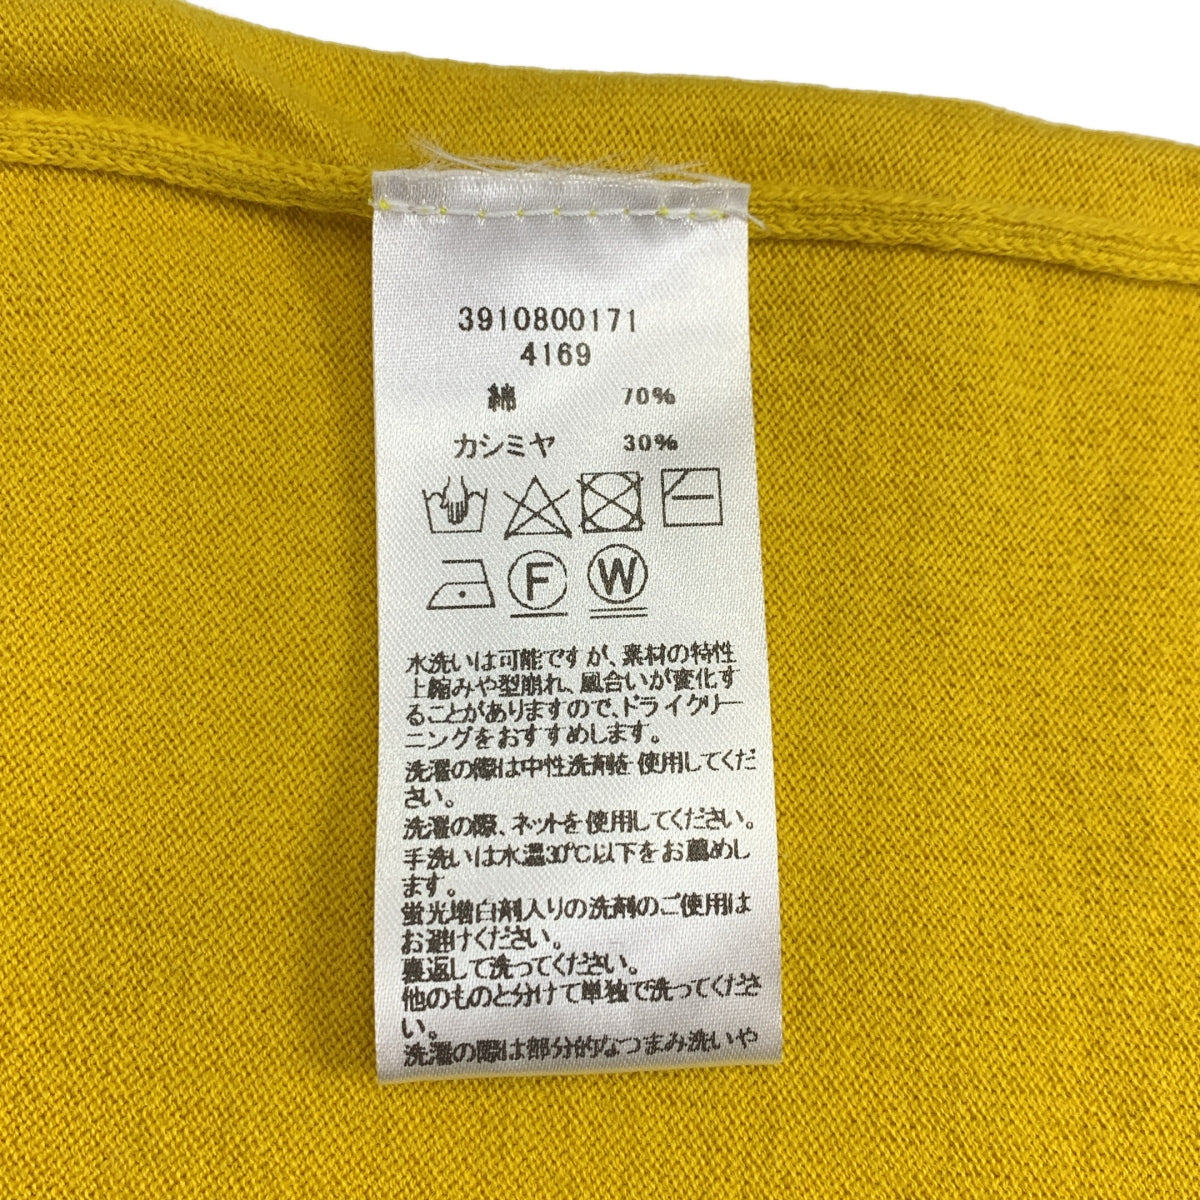 3910800171
4169
綿 70%
カシミヤ 30%
F W
水洗いは可能ですが、素材の特性
上縮みや型崩れ、風合いが変化す
ることがありますので、ドライクリー
ニングをおすすめします。
洗濯の際は中性洗剤を使用してくだ
さい。
洗濯の際、ネットを使用してください。
手洗いは水温30℃以下をお薦めし
ます。
蛍光増白剤入りの洗剤のご使用は
お避けください。
裏返して洗ってください。
他のものと分けて単独で洗ってくださ
い。
洗濯の際は部分的なつまみ洗いや